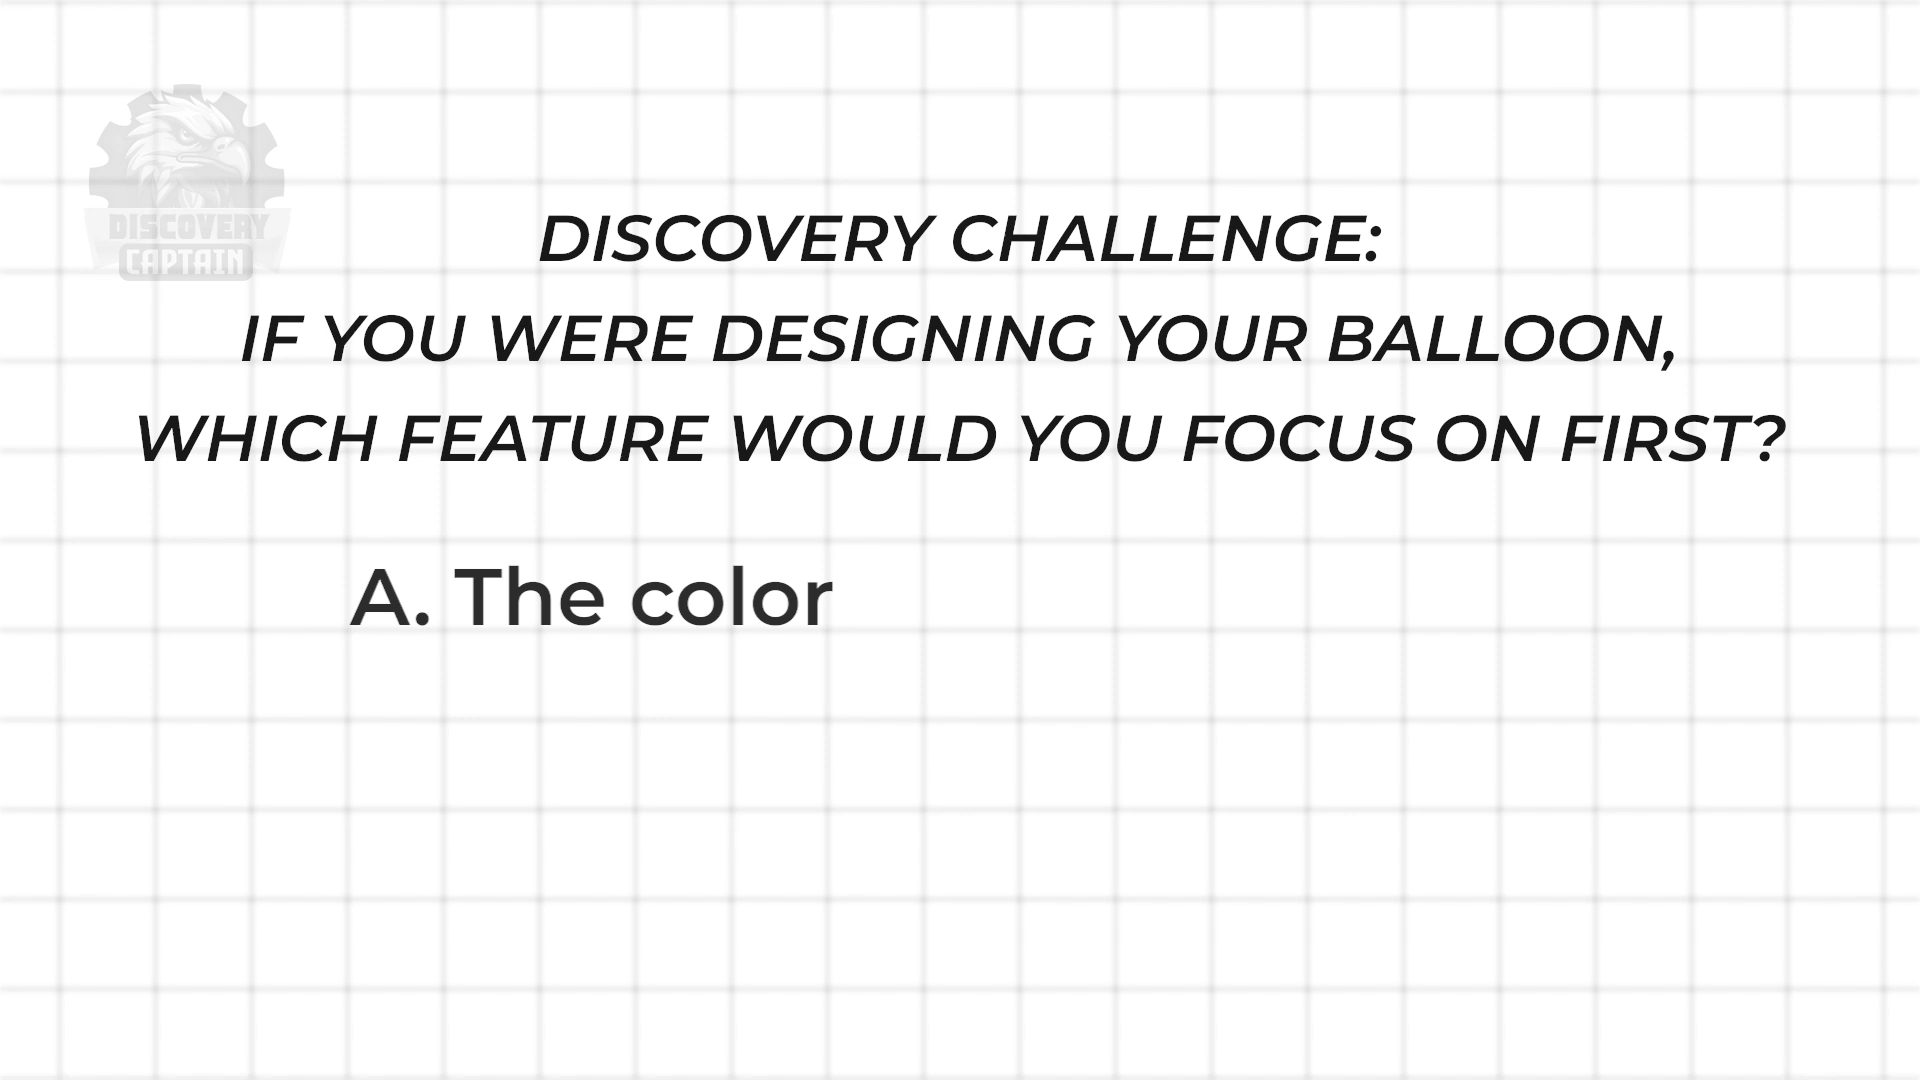 DISCOVERY
CAPTAIN
DISCOVERY CHALLENGE:
IF YOU WERE DESIGNING YOUR BALLOON,
WHICH FEATURE WOULD YOU FOCUS ON FIRST?
A. The color